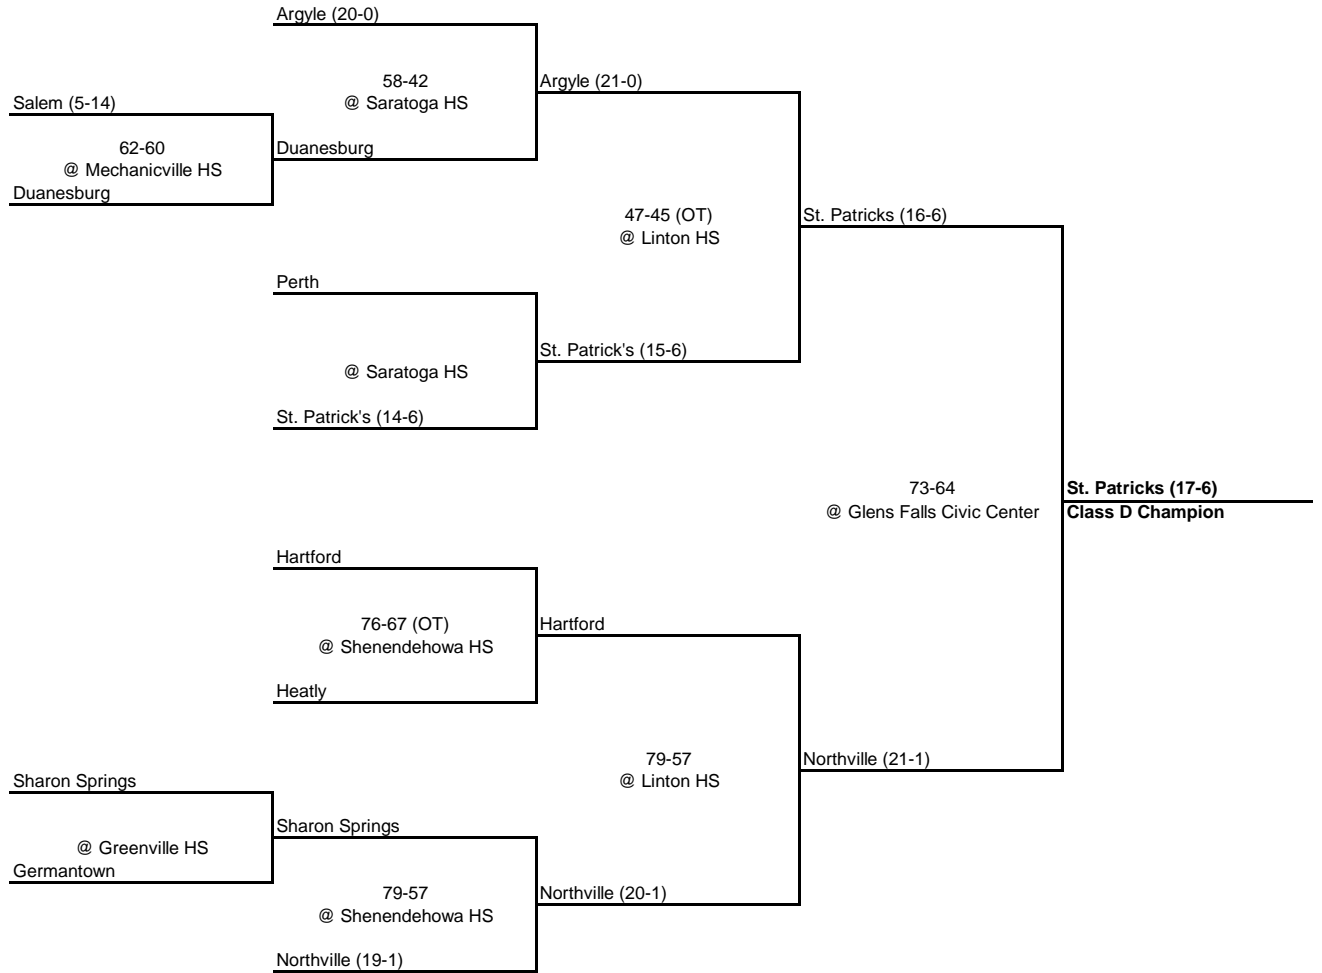 Argyle (20-0)
58-42
@ Saratoga HS
Argyle (21-0)
Salem (5-14)
62-60
@ Mechanicville HS
Duanesburg
Duanesburg
47-45 (OT)
@ Linton HS
St. Patricks (16-6)
Perth
@ Saratoga HS
St. Patrick's (15-6)
St. Patrick's (14-6)
73-64
@ Glens Falls Civic Center
St. Patricks (17-6)
Class D Champion
Hartford
76-67 (OT)
@ Shenendehowa HS
Hartford
Heatly
79-57
@ Linton HS
Northville (21-1)
Sharon Springs
@ Greenville HS
Germantown
Sharon Springs
79-57
@ Shenendehowa HS
Northville (20-1)
Northville (19-1)